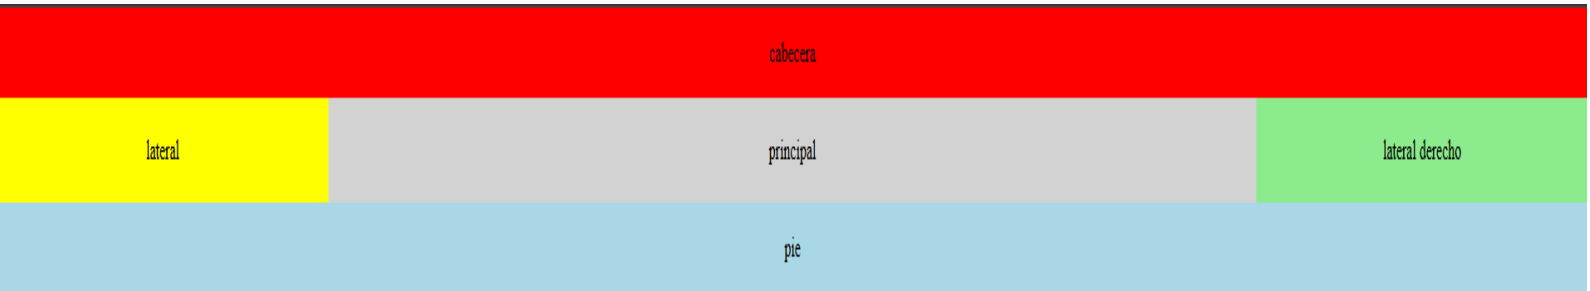 cabecera
lateral
principal
lateral derecho
pie